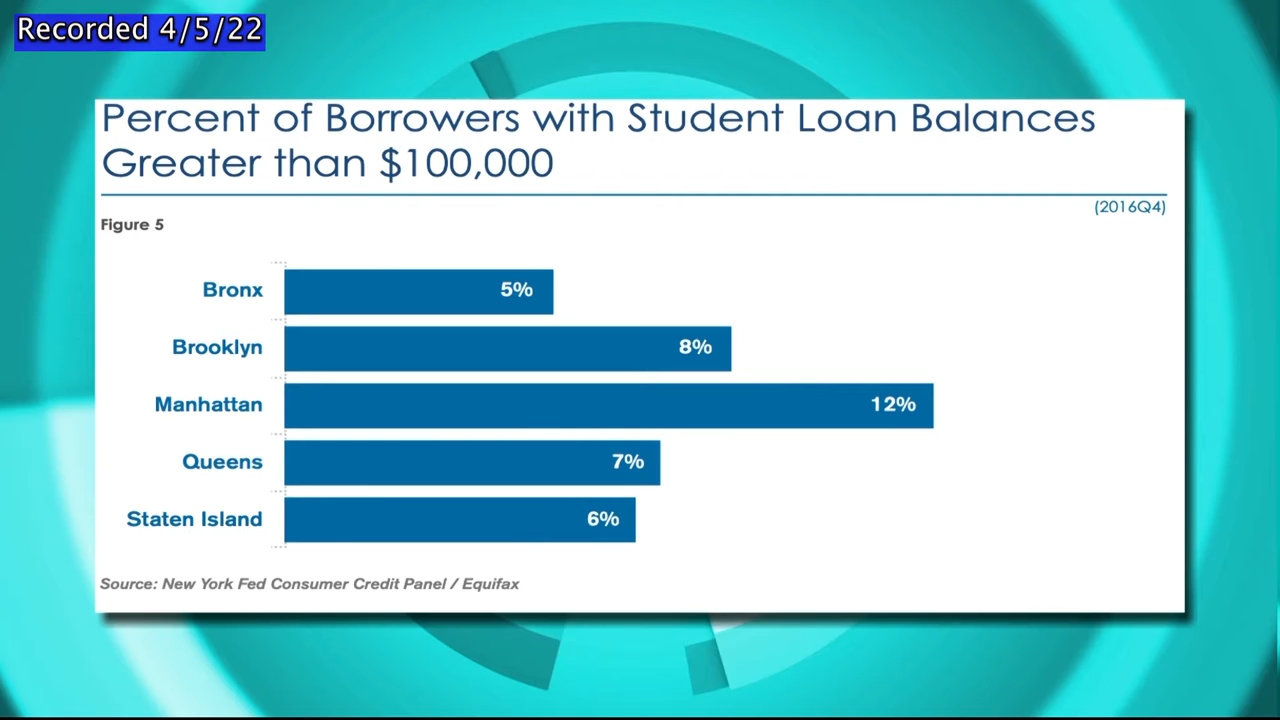 Recorded 4/5/22
Percent of Borrowers with Student Loan Balances
Greater than $100,000
(2016Q4)
Figure 5
Bronx 5%
Brooklyn 8%
Manhattan 12%
Queens 7%
Staten Island 6%
Source: New York Fed Consumer Credit Panel / Equifax